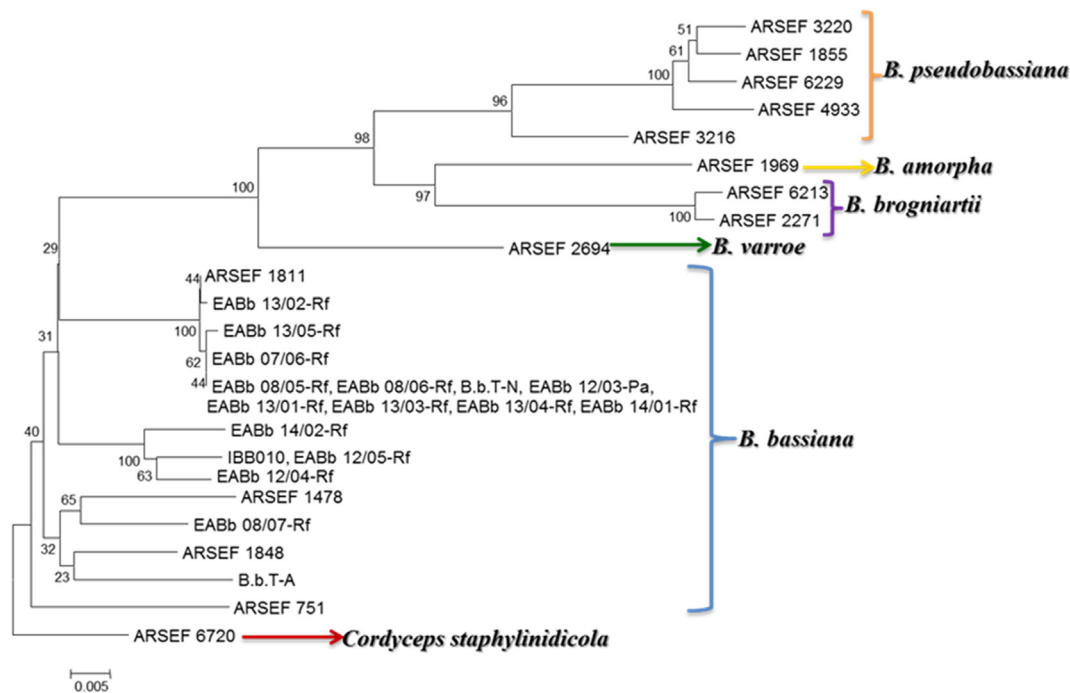 51
ARSEF 3220
ARSEF 1855
61
ARSEF 6229
100
ARSEF 4933
B. pseudobassiana
96
ARSEF 3216
98
ARSEF 1969
B. amorpha
97
ARSEF 6213
100
ARSEF 2271
B. brogniartii
100
ARSEF 2694
B. varroe
29
44
ARSEF 1811
EABb 13/02-Rf
100
EABb 13/05-Rf
62
EABb 07/06-Rf
44
EABb 08/05-Rf, EABb 08/06-Rf, B.b.T-N, EABb 12/03-Pa,
EABb 13/01-Rf, EABb 13/03-Rf, EABb 13/04-Rf, EABb 14/01-Rf
31
EABb 14/02-Rf
100
IBB010, EABb 12/05-Rf
63
EABb 12/04-Rf
B. bassiana
40
65
ARSEF 1478
EABb 08/07-Rf
32
ARSEF 1848
23
B.b.T-A
ARSEF 751
ARSEF 6720
Cordyceps staphylinidicola
0.005